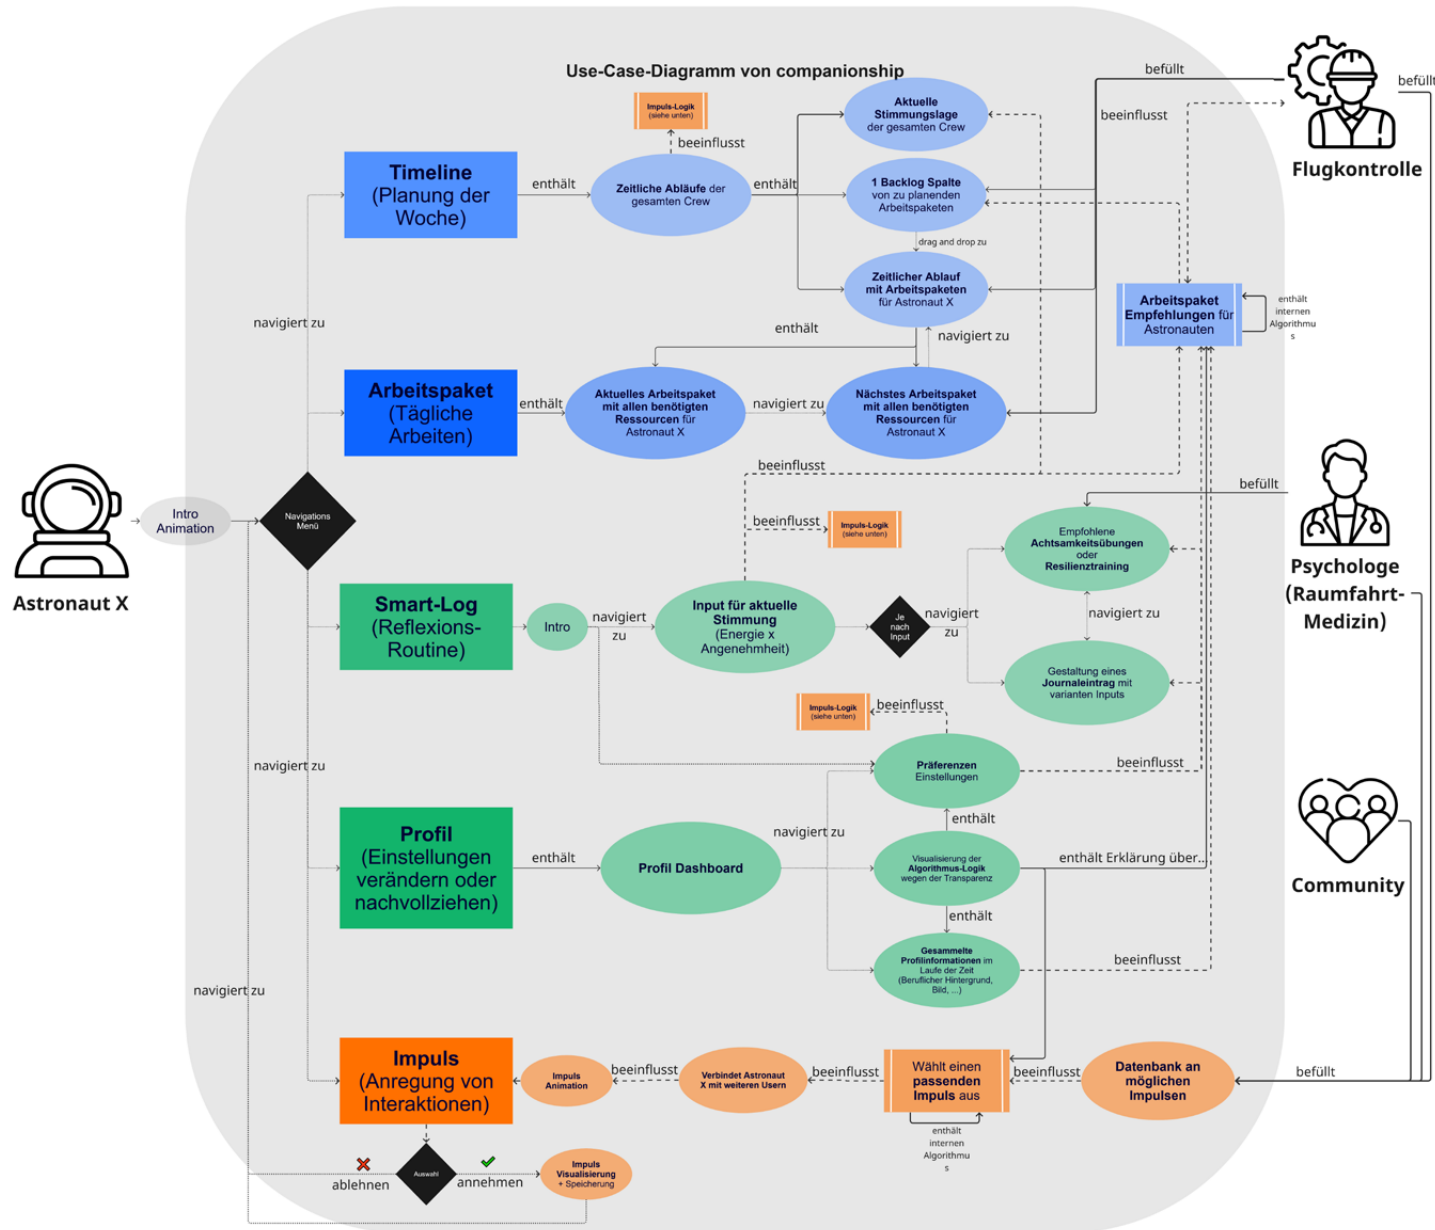 Use-Case-Diagramm von companionship
befüllt
befüllt
beeinflusst
Flugkontrolle
Impuls-Logik
(siehe unten)
beeinflusst
Aktuelle
Stimmungslage
der gesamten Crew
Timeline
(Planung der
Woche)
enthält
Zeitliche Abläufe der
gesamten Crew
enthält
1 Backlog Spalte
von zu planenden
Arbeitspaketen
drag and drop zu
Zeitlicher Ablauf
mit Arbeitspaketen
für Astronaut X
Arbeitspaket
Empfehlungen für
Astronauten
enthält
internen
Algorithmu
s
navigiert zu
enthält
navigiert zu
Arbeitspaket
(Tägliche
Arbeiten)
enthält
Aktuelles Arbeitspaket
mit allen benötigten
Ressourcen für
Astronaut X
navigiert zu
Nächstes Arbeitspaket
mit allen benötigten
Ressourcen für
Astronaut X
beeinflusst
befüllt
Astronaut X
Intro
Animation
Navigations
Menü
beeinflusst
Impuls-Logik
(siehe unten)
Empfohlene
Achtsamkeitsübungen
oder
Resilienztraining
Psychologe
(Raumfahrt-
Medizin)
Smart-Log
(Reflexions-
Routine)
Intro
navigiert
zu
Input für aktuelle
Stimmung
(Energie x
Angenehmheit)
Je
nach
Input
navigiert
zu
navigiert zu
Gestaltung eines
Journaleintrag mit
varianten Inputs
Impuls-Logik
(siehe unten)
beeinflusst
navigiert zu
Präferenzen
Einstellungen
beeinflusst
enthält
Profil
(Einstellungen
verändern oder
nachvollziehen)
enthält
Profil Dashboard
navigiert zu
Visualisierung der
Algorithmus-Logik
wegen der Transparenz
enthält Erklärung über...
Community
enthält
Gesammelte
Profilinformationen im
Laufe der Zeit
(Beruflicher Hintergrund,
Bild, ...)
beeinflusst
navigiert zu
Impuls
(Anregung von
Interaktionen)
Impuls
Animation
beeinflusst
Verbindet Astronaut
X mit weiteren Usern
beeinflusst
Wählt einen
passenden
Impuls aus
beeinflusst
Datenbank an
möglichen
Impulsen
befüllt
enthält
internen
Algorithmu
s
ablehnen
Auswahl
annehmen
Impuls
Visualisierung
+ Speicherung